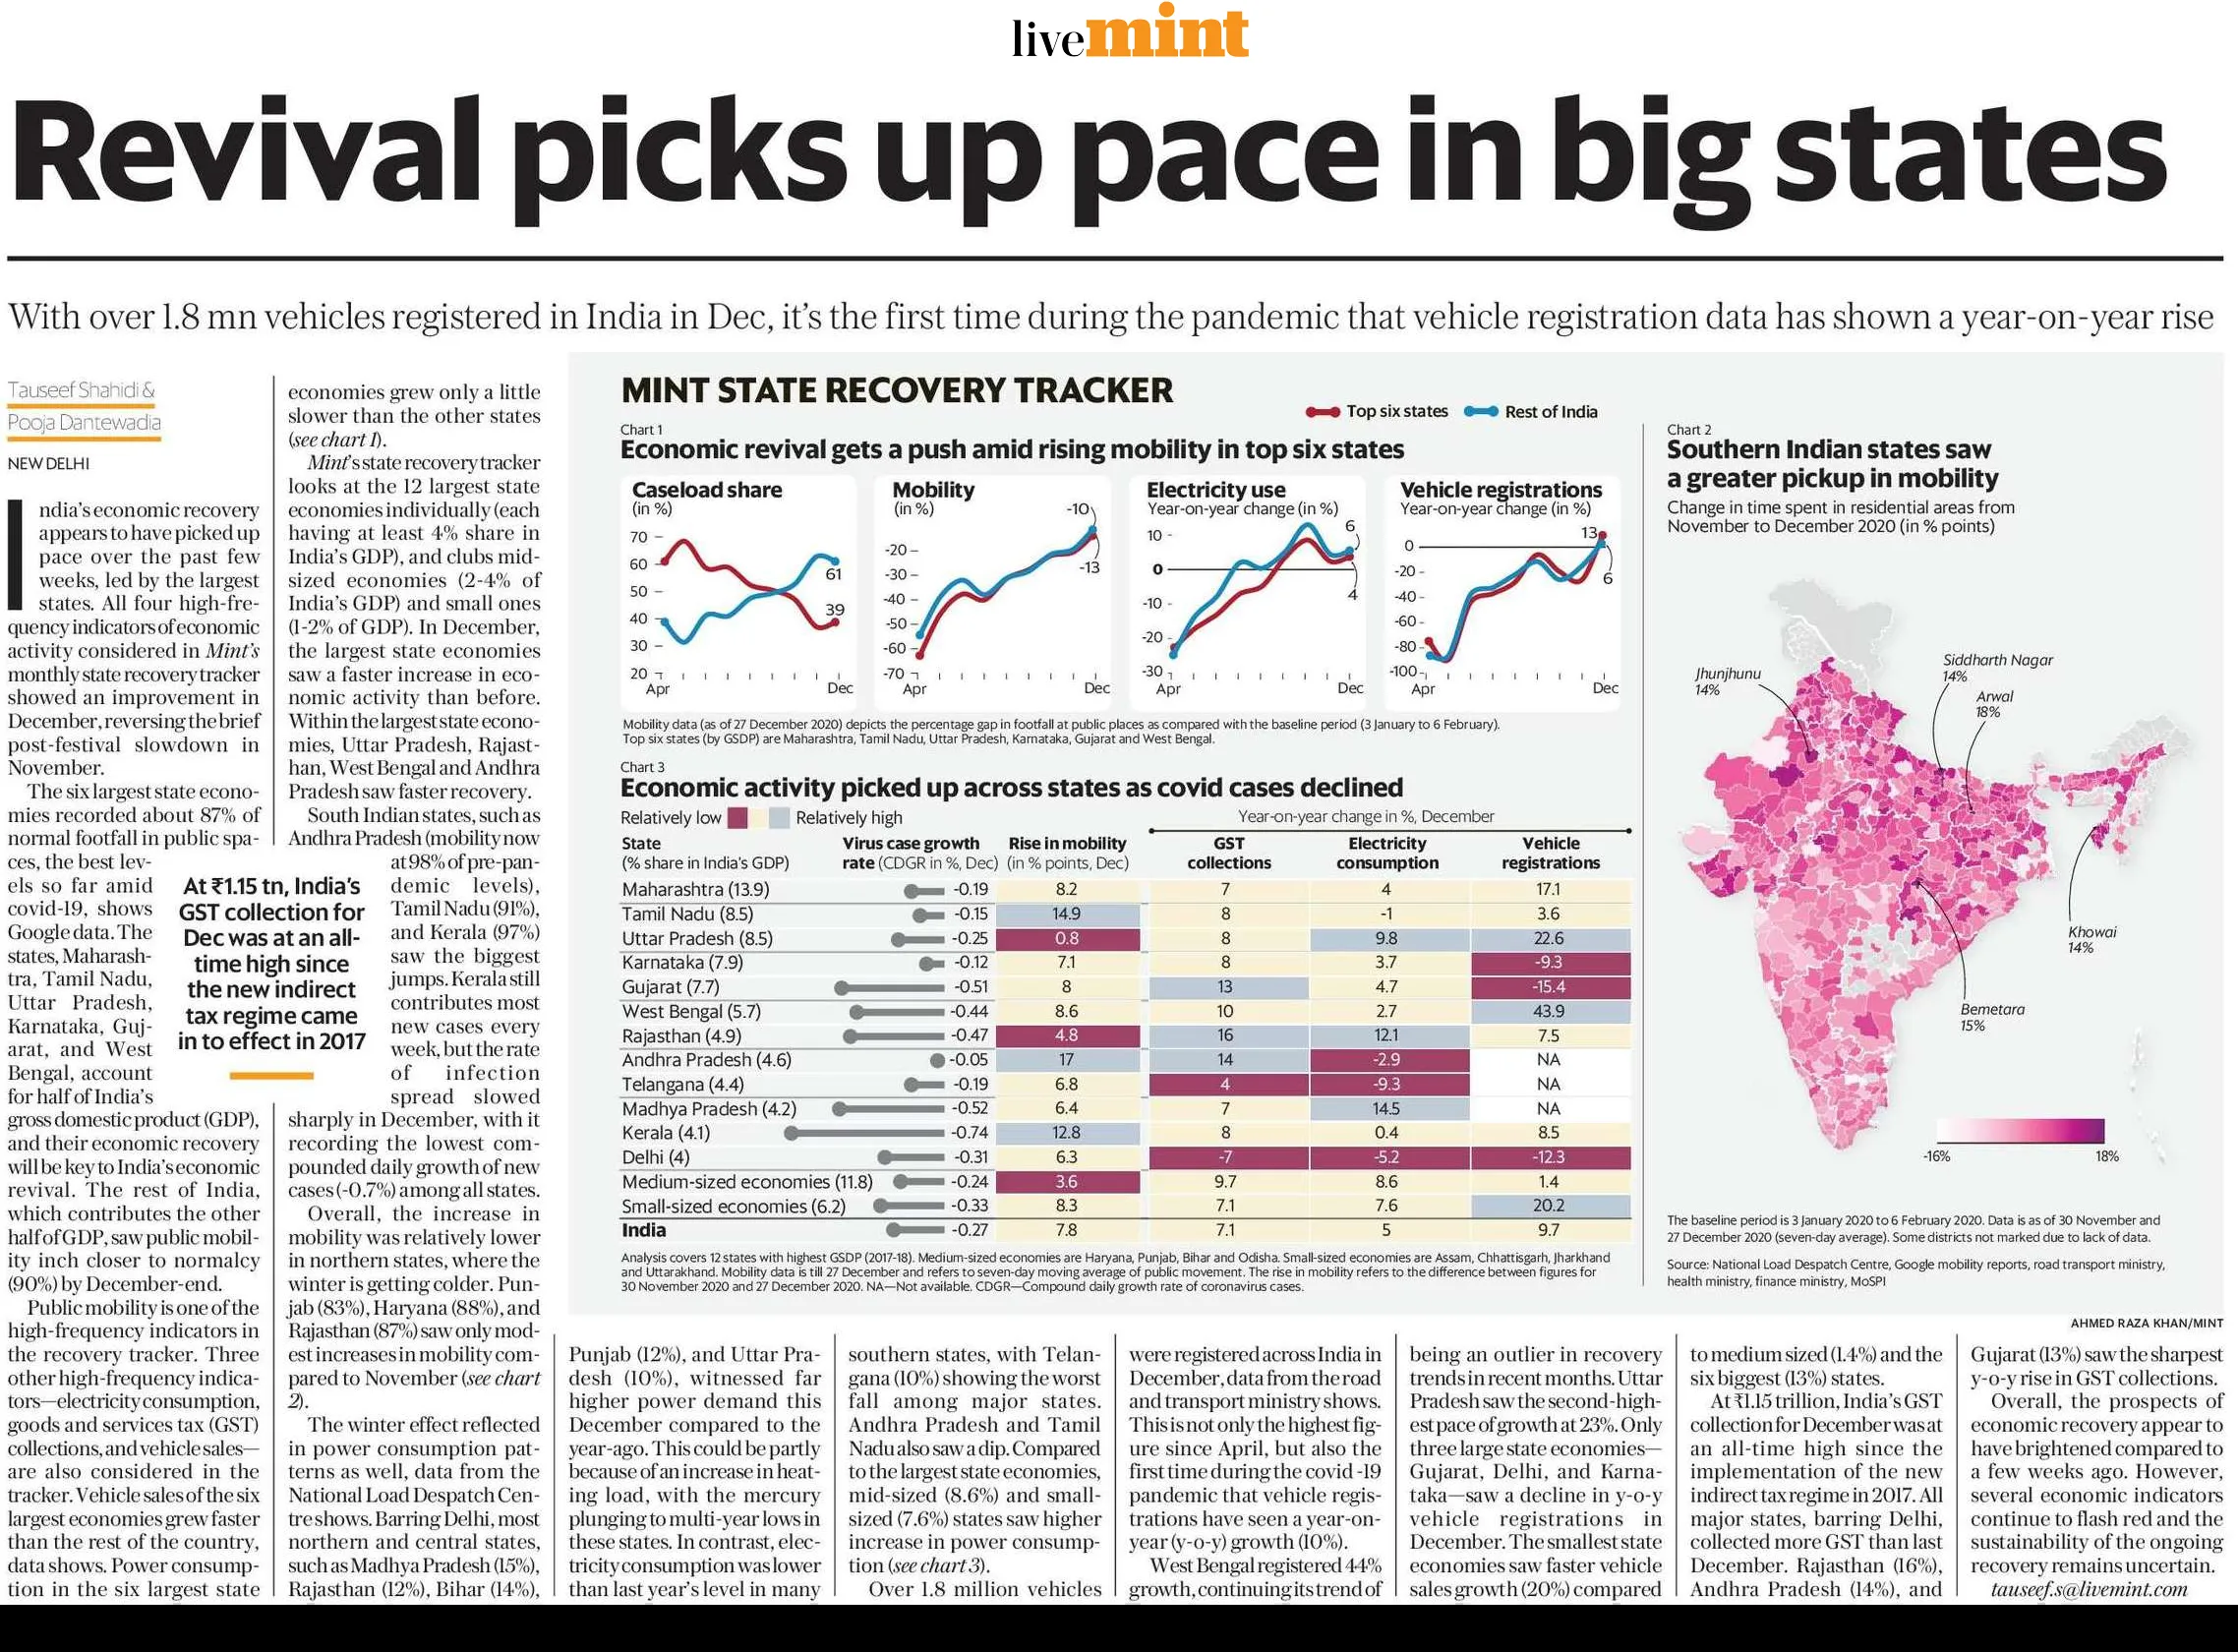 livemint
Revival picks up pace in big states
With over 1.8 mn vehicles registered in India in Dec, it's the first time during the pandemic that vehicle registration data has shown a year-on-year rise
Tauseef Shahidi &
Pooja Dantewadia
NEW DELHI
India's economic recovery
appears to have picked up
pace over the past few
weeks, led by the largest
states. All four high-fre-
quency indicators of economic
activity considered in Mint's
monthly state recovery tracker
showed an improvement in
December, reversing the brief
post-festival slowdown in
November.
The six largest state econo-
mies recorded about 87% of
normal footfall in public spa-
ces, the best lev-
els so far amid
covid-19, shows
Google data. The
states, Maharash-
tra, Tamil Nadu,
Uttar Pradesh,
Karnataka, Guj-
arat, and West
Bengal, account
for half of India's
gross domestic product (GDP),
and their economic recovery
will be key to India's economic
revival. The rest of India,
which contributes the other
half of GDP, saw public mobil-
ity inch closer to normalcy
(90%) by December-end.
Public mobility is one of the
high-frequency indicators in
the recovery tracker. Three
other high-frequency indica-
tors—electricity consumption,
goods and services tax (GST)
collections, and vehicle sales—
are also considered in the
tracker. Vehicle sales of the six
largest economies grew faster
than the rest of the country,
data shows. Power consump-
tion in the six largest state
economies grew only a little
slower than the other states
(see chart 1).
Mint's state recovery tracker
looks at the 12 largest state
economies individually (each
having at least 4% share in
India's GDP), and clubs mid-
sized economies (2-4% of
India's GDP) and small ones
(1-2% of GDP). In December,
the largest state economies
saw a faster increase in eco-
nomic activity than before.
Within the largest state econo-
mies, Uttar Pradesh, Rajast-
han, West Bengal and Andhra
Pradesh saw faster recovery.
South Indian states, such as
Andhra Pradesh (mobility now
at 98% of pre-pan-
demic levels),
Tamil Nadu (91%),
and Kerala (97%)
saw the biggest
jumps. Kerala still
contributes most
new cases every
week, but the rate
of infection
spread slowed
sharply in December, with it
recording the lowest com-
pounded daily growth of new
cases (-0.7%) among all states.
Overall, the increase in
mobility was relatively lower
in northern states, where the
winter is getting colder. Pun-
jab (83%), Haryana (88%), and
Rajasthan (87%) saw only mod-
est increases in mobility com-
pared to November (see chart
2).
The winter effect reflected
in power consumption pat-
terns as well, data from the
National Load Despatch Cen-
tre shows. Barring Delhi, most
northern and central states,
such as Madhya Pradesh (15%),
Rajasthan (12%), Bihar (14%),
At ₹1.15 tn, India's
GST collection for
Dec was at an all-
time high since
the new indirect
tax regime came
in to effect in 2017
MINT STATE RECOVERY TRACKER
Top six states Rest of India
Chart 1
Economic revival gets a push amid rising mobility in top six states
Caseload share
(in %)
70
60
50
40
30
20
61
39
Apr Dec
Mobility
(in %)
-10
-20
-30
-40
-50
-60
-70
-13
Apr Dec
Electricity use
Year-on-year change (in %)
10
0
-10
-20
-30
6
4
Apr Dec
Vehicle registrations
Year-on-year change (in %)
13
0
-20
-40
-60
-80
-100
6
Apr Dec
Mobility data (as of 27 December 2020) depicts the percentage gap in footfall at public places as compared with the baseline period (3 January to 6 February).
Top six states (by GSDP) are Maharashtra, Tamil Nadu, Uttar Pradesh, Karnataka, Gujarat and West Bengal.
Chart 3
Economic activity picked up across states as covid cases declined
Relatively low Relatively high
Year-on-year change in %, December
State Virus case growth Rise in mobility GST Electricity Vehicle
(% share in India's GDP) rate (CDGR in %, Dec) (in % points, Dec) collections consumption registrations
Maharashtra (13.9) -0.19 8.2 7 4 17.1
Tamil Nadu (8.5) -0.15 14.9 8 -1 3.6
Uttar Pradesh (8.5) -0.25 0.8 8 9.8 22.6
Karnataka (7.9) -0.12 7.1 8 3.7 -9.3
Gujarat (7.7) -0.51 8 13 4.7 -15.4
West Bengal (5.7) -0.44 8.6 10 2.7 43.9
Rajasthan (4.9) -0.47 4.8 16 12.1 7.5
Andhra Pradesh (4.6) -0.05 17 14 -2.9 NA
Telangana (4.4) -0.19 6.8 4 -9.3 NA
Madhya Pradesh (4.2) -0.52 6.4 7 14.5 NA
Kerala (4.1) -0.74 12.8 8 0.4 8.5
Delhi (4) -0.31 6.3 -7 -5.2 -12.3
Medium-sized economies (11.8) -0.24 3.6 9.7 8.6 1.4
Small-sized economies (6.2) -0.33 8.3 7.1 7.6 20.2
India -0.27 7.8 7.1 5 9.7
Analysis covers 12 states with highest GSDP (2017-18). Medium-sized economies are Haryana, Punjab, Bihar and Odisha. Small-sized economies are Assam, Chhattisgarh, Jharkhand
and Uttarakhand. Mobility data is till 27 December and refers to seven-day moving average of public movement. The rise in mobility refers to the difference between figures for
30 November 2020 and 27 December 2020. NA—Not available. CDGR—Compound daily growth rate of coronavirus cases.
Chart 2
Southern Indian states saw
a greater pickup in mobility
Change in time spent in residential areas from
November to December 2020 (in % points)
Jhunjhunu
14%
Siddharth Nagar
14%
Arwal
18%
Khowai
14%
Bemetara
15%
-16% 18%
The baseline period is 3 January 2020 to 6 February 2020. Data is as of 30 November and
27 December 2020 (seven-day average). Some districts not marked due to lack of data.
Source: National Load Despatch Centre, Google mobility reports, road transport ministry,
health ministry, finance ministry, MoSPI
AHMED RAZA KHAN/MINT
Punjab (12%), and Uttar Pra-
desh (10%), witnessed far
higher power demand this
December compared to the
year-ago. This could be partly
because of an increase in heat-
ing load, with the mercury
plunging to multi-year lows in
these states. In contrast, elec-
tricity consumption was lower
than last year's level in many
southern states, with Telan-
gana (10%) showing the worst
fall among major states.
Andhra Pradesh and Tamil
Nadu also saw a dip. Compared
to the largest state economies,
mid-sized (8.6%) and small-
sized (7.6%) states saw higher
increase in power consump-
tion (see chart 3).
Over 1.8 million vehicles
were registered across India in
December, data from the road
and transport ministry shows.
This is not only the highest fig-
ure since April, but also the
first time during the covid -19
pandemic that vehicle regis-
trations have seen a year-on-
year (y-o-y) growth (10%).
West Bengal registered 44%
growth, continuing its trend of
being an outlier in recovery
trends in recent months. Uttar
Pradesh saw the second-high-
est pace of growth at 23%. Only
three large state economies—
Gujarat, Delhi, and Karna-
taka—saw a decline in y-o-y
vehicle registrations in
December. The smallest state
economies saw faster vehicle
sales growth (20%) compared
to medium sized (1.4%) and the
six biggest (13%) states.
At ₹1.15 trillion, India's GST
collection for December was at
an all-time high since the
implementation of the new
indirect tax regime in 2017. All
major states, barring Delhi,
collected more GST than last
December. Rajasthan (16%),
Andhra Pradesh (14%), and
Gujarat (13%) saw the sharpest
y-o-y rise in GST collections.
Overall, the prospects of
economic recovery appear to
have brightened compared to
a few weeks ago. However,
several economic indicators
continue to flash red and the
sustainability of the ongoing
recovery remains uncertain.
tauseef.s@livemint.com